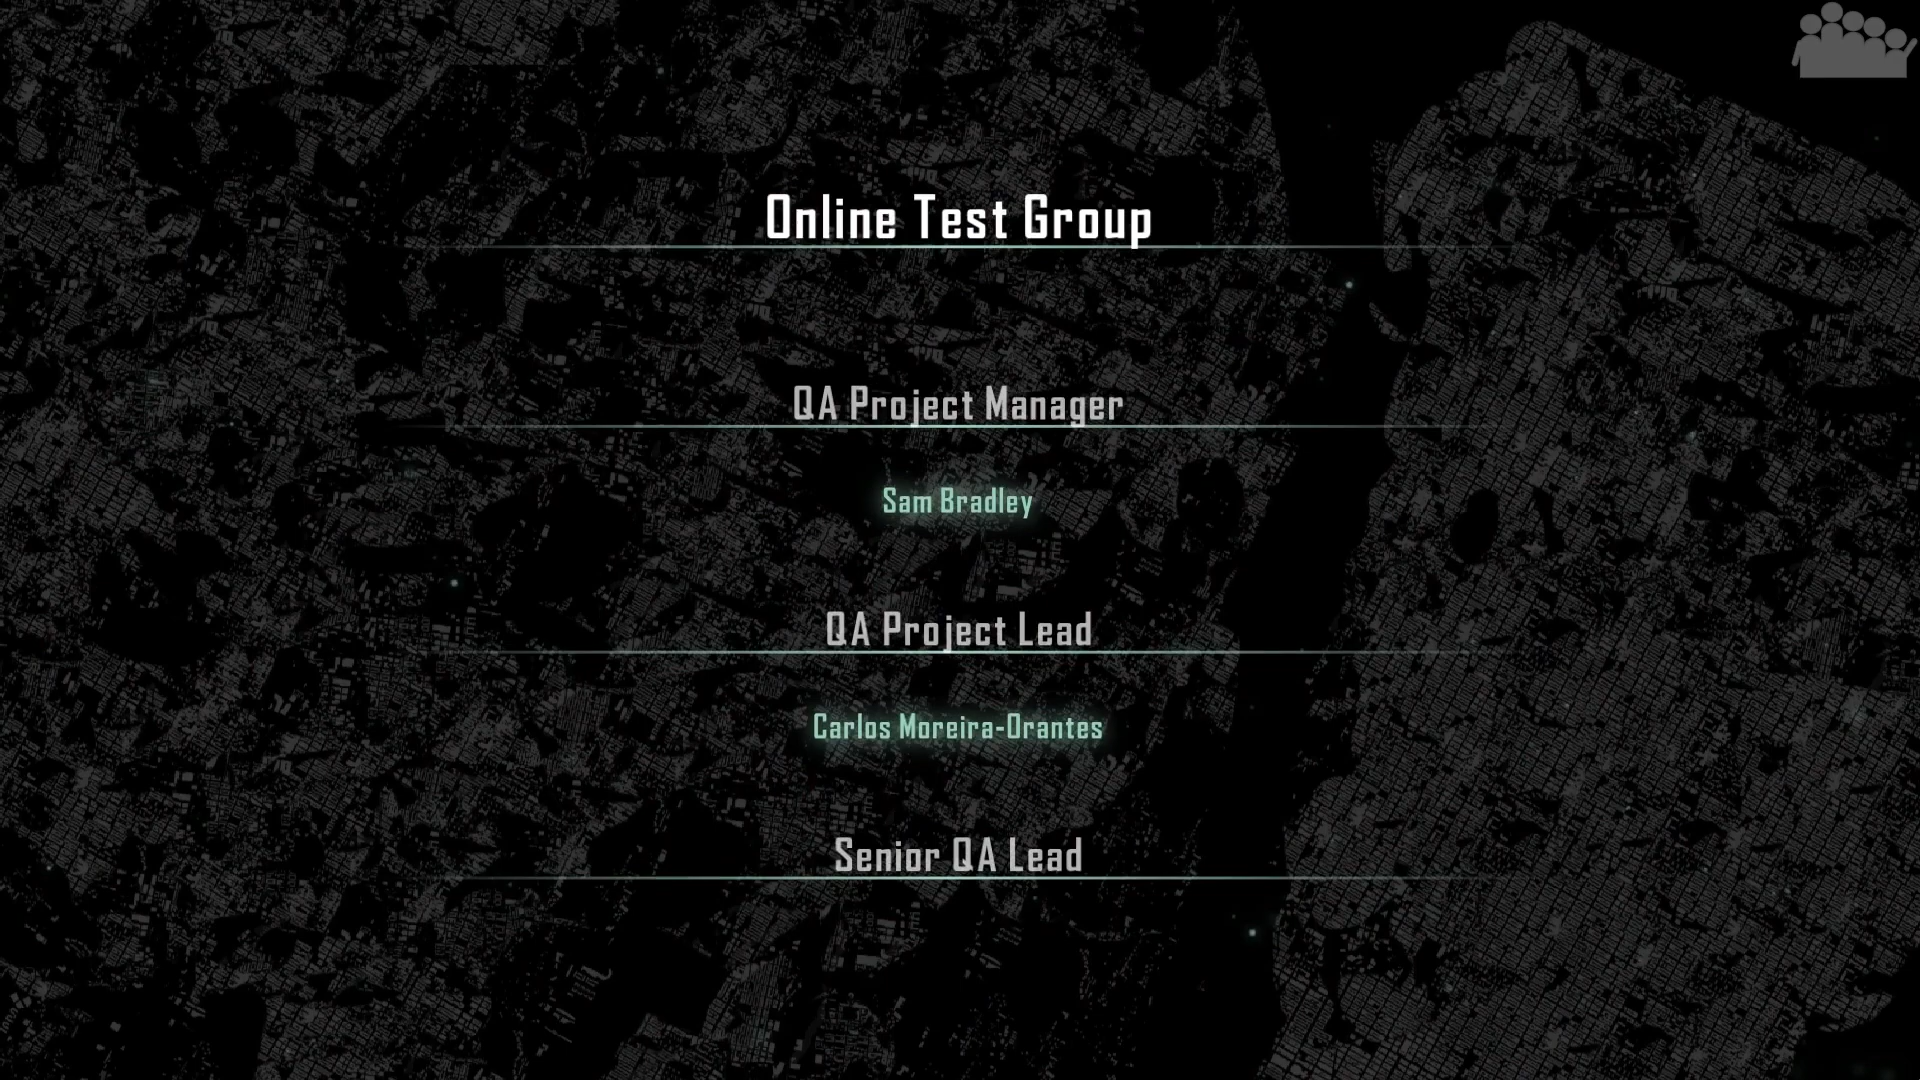 Online Test Group
QA Project Manager
Sam Bradley
QA Project Lead
Carlos Moreira-Orantes
Senior QA Lead